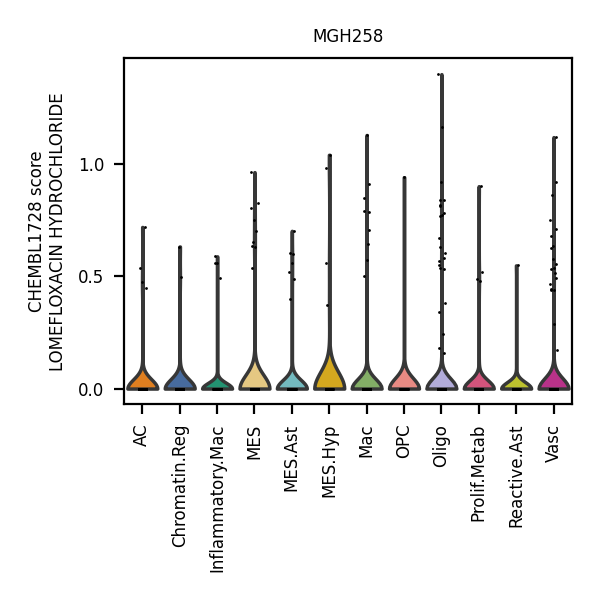 MGH258
CHEMBL1728 score
LOMEFLOXACIN HYDROCHLORIDE
1.0
0.5
0.0
AC
Chromatin.Reg
Inflammatory.Mac
MES
MES.Ast
MES.Hyp
Mac
OPC
Oligo
Prolif.Metab
Reactive.Ast
Vasc